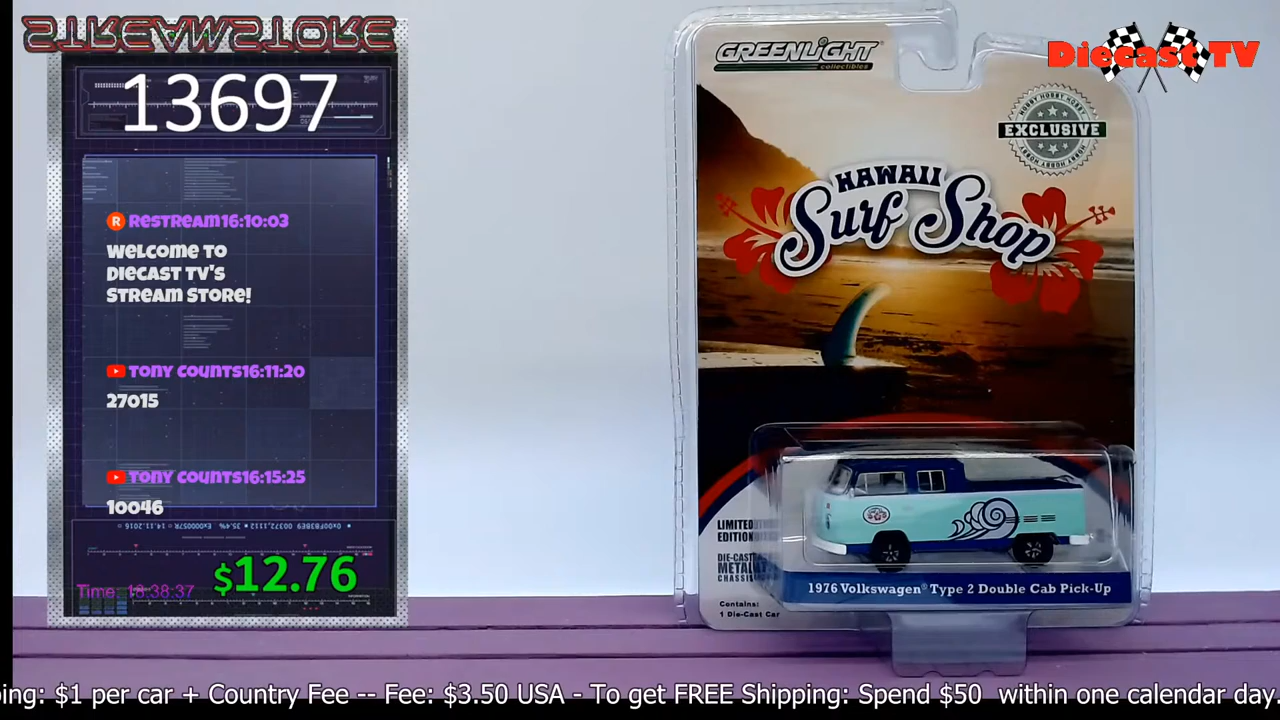 STREAMSTORE
13697
Restream16:10:03
Welcome to
Diecast TV's
Stream Store!
Tony Counts16:11:20
27015
Tony Counts16:15:25
10046
Time: 18:38:37
$12.76
GREENLIGHT
collectibles
Diecast TV
EXCLUSIVE
HAWAII
Surf Shop
LIMITED
EDITION
DIE-CAST
METAL
CHASSIS
1976 Volkswagen® Type 2 Double Cab Pick-Up
Contains:
1 Die-Cast Car
ping: $1 per car + Country Fee -- Fee: $3.50 USA - To get FREE Shipping: Spend $50 within one calendar day